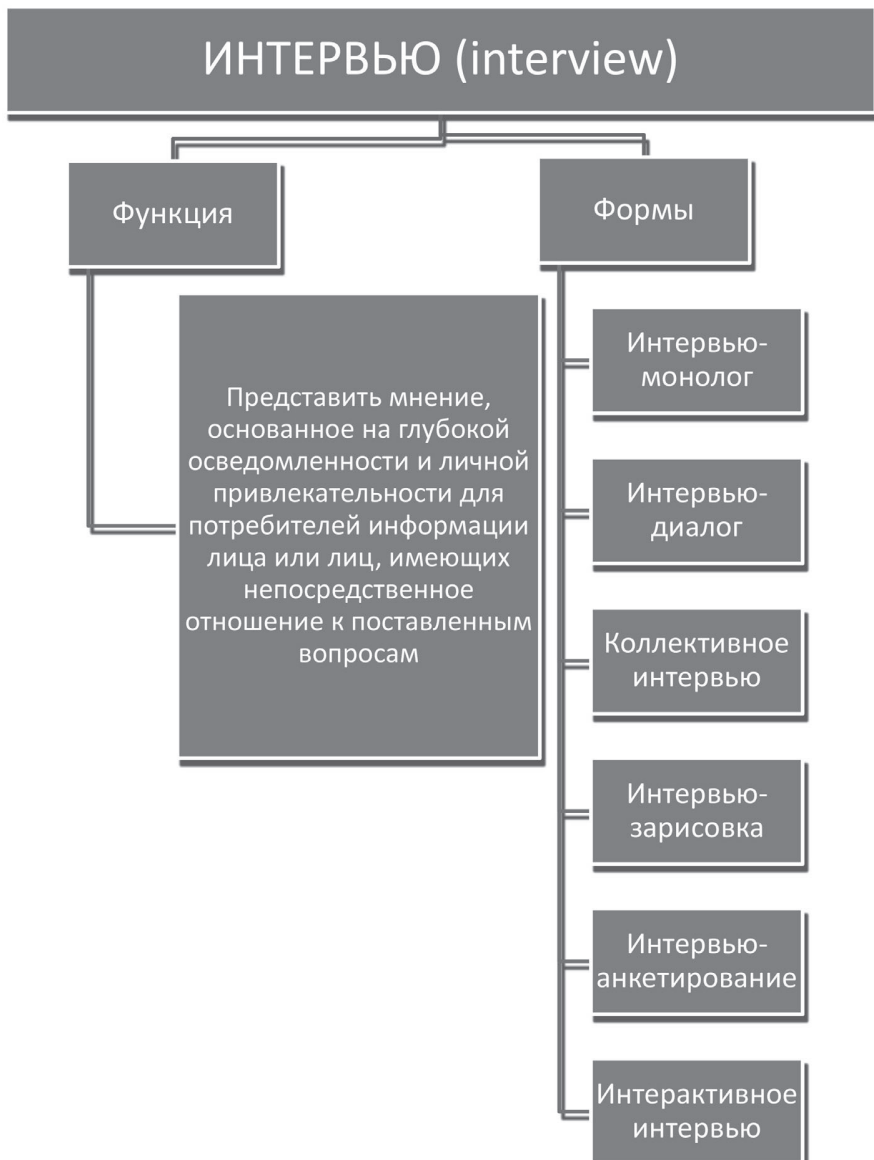 ИНТЕРВЬЮ (interview)
Функция
Представить мнение,
основанное на глубокой
осведомленности и личной
привлекательности для
потребителей информации
лица или лиц, имеющих
непосредственное
отношение к поставленным
вопросам
Формы
Интервью-
монолог
Интервью-
диалог
Коллективное
интервью
Интервью-
зарисовка
Интервью-
анкетирование
Интерактивное
интервью